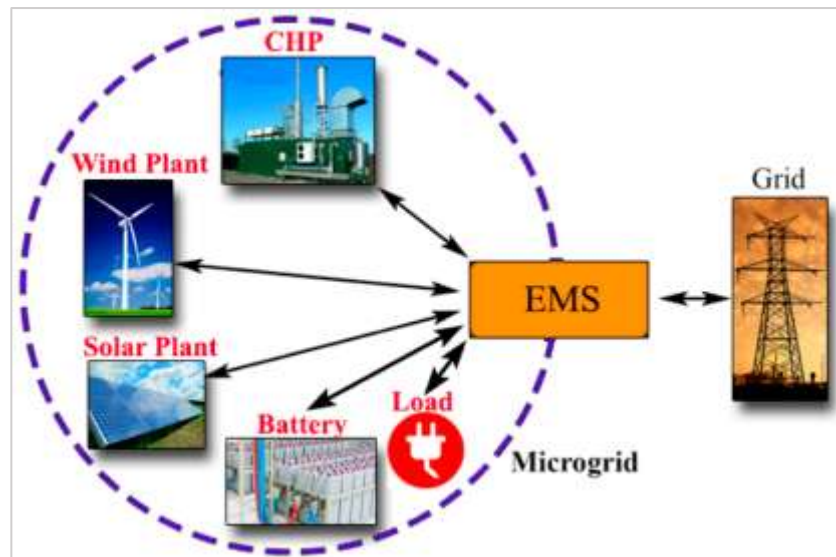 CHP
Wind Plant
Grid
EMS
Solar Plant
Load
Battery
Microgrid